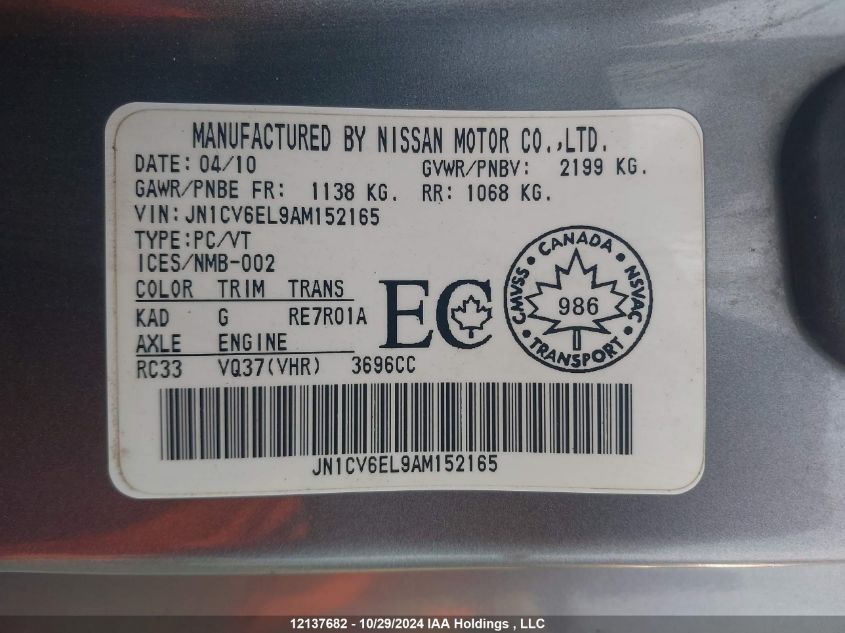 MANUFACTURED BY NISSAN MOTOR CO.,LTD.
DATE: 04/10 GVWR/PNBV: 2199 KG.
GAWR/PNBE FR: 1138 KG. RR: 1068 KG.
VIN: JN1CV6EL9AM152165
TYPE:PC/VT
ICES/NMB-002
COLOR TRIM TRANS
KAD G RE7R01A
AXLE ENGINE
RC33 VQ37(VHR) 3696CC
EC
CANADA
CMVSS 986 NSVAC
TRANSPORT
JN1CV6EL9AM152165
12137682 - 10/29/2024 IAA Holdings , LLC